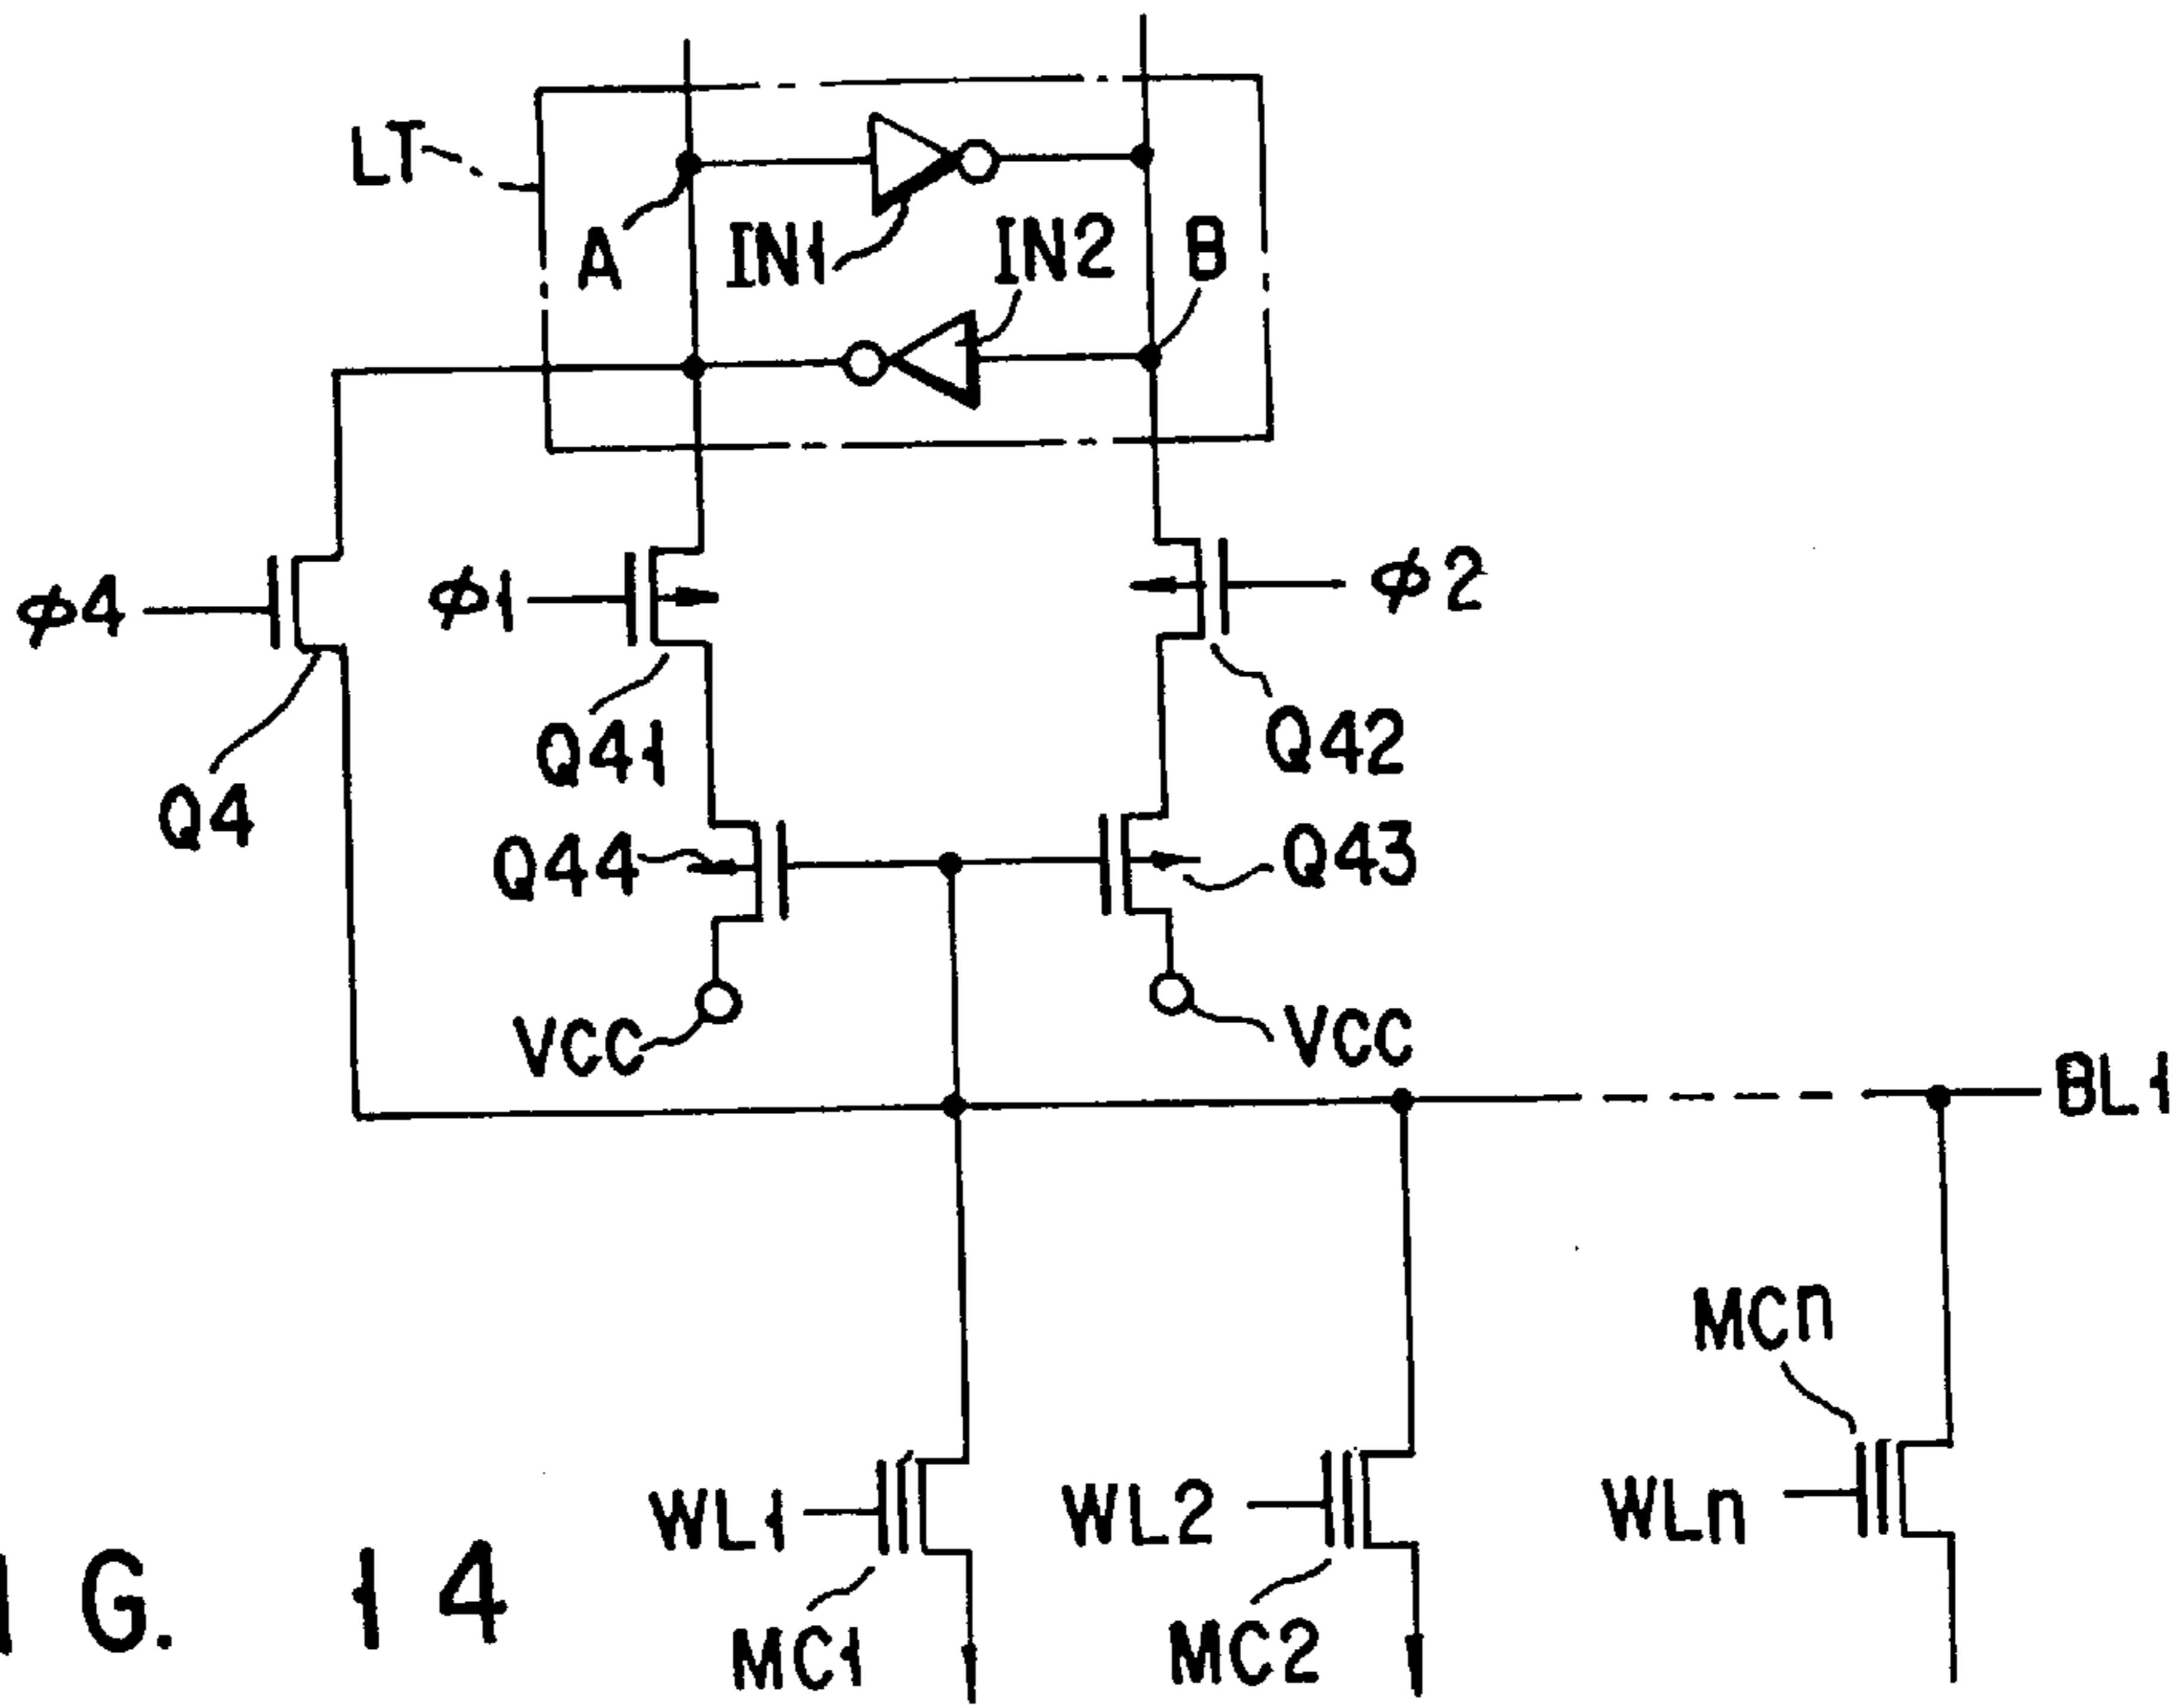 LT
A
IN1
IN2
B
φ4
φ1
φ2
Q41
Q42
Q4
Q44
Q43
VCC
VCC
BL1
MCn
WL1
WL2
WLn
MC1
MC2
IG. 14